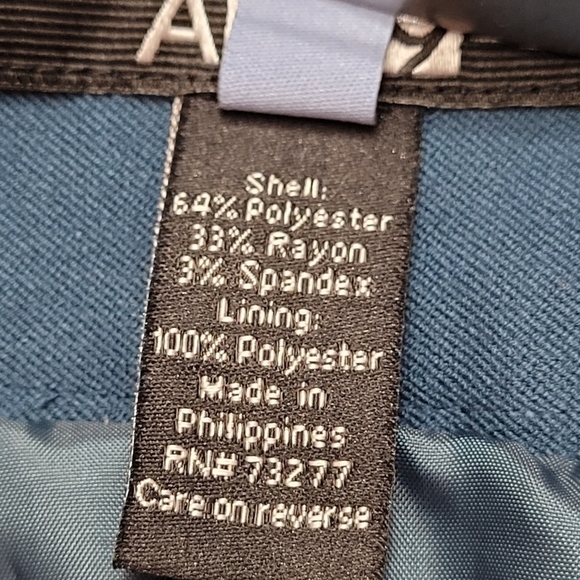 Shell:
64% Polyester
33% Rayon
3% Spandex
Lining:
100% Polyester
Made in
Philippines
RN# 73277
Care on reverse